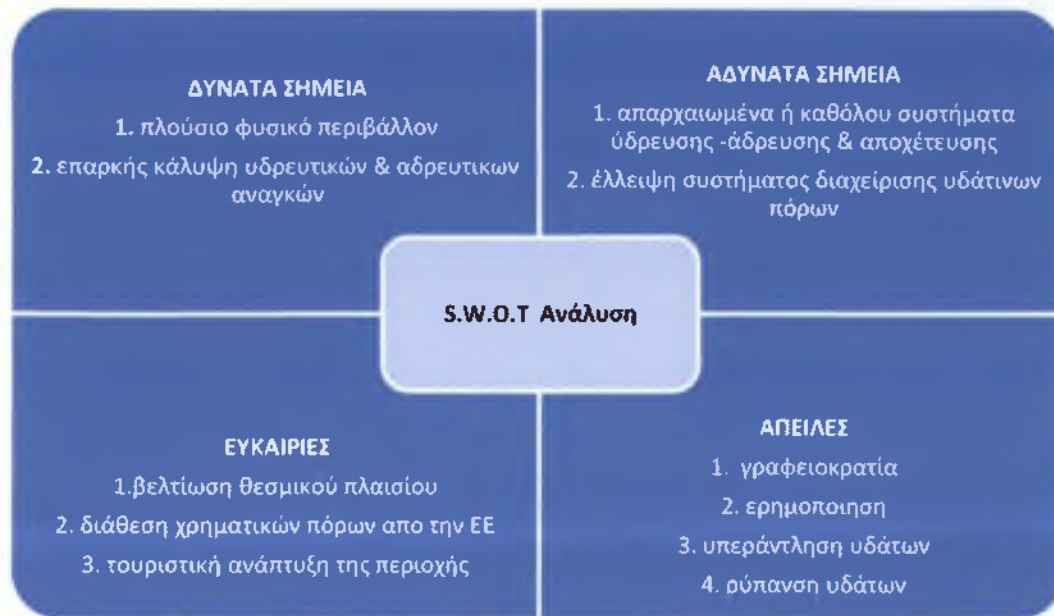 ΔΥΝΑΤΑ ΣΗΜΕΙΑ
1. πλούσιο φυσικό περιβάλλον
2. επαρκής κάλυψη υδρευτικών & αδρευτικων
αναγκών
ΑΔΥΝΑΤΑ ΣΗΜΕΙΑ
1. απαρχαιωμένα ή καθόλου συστήματα
ύδρευσης -άδρευσης & αποχέτευσης
2. έλλειψη συστήματος διαχείρισης υδάτινων
πόρων
S.W.O.T Ανάλυση
ΕΥΚΑΙΡΙΕΣ
1.βελτίωση θεσμικού πλαισίου
2. διάθεση χρηματικών πόρων απο την ΕΕ
3. τουριστική ανάπτυξη της περιοχής
ΑΠΕΙΛΕΣ
1. γραφειοκρατία
2. ερημοποιηση
3. υπεράντληση υδάτων
4. ρύπανση υδάτων